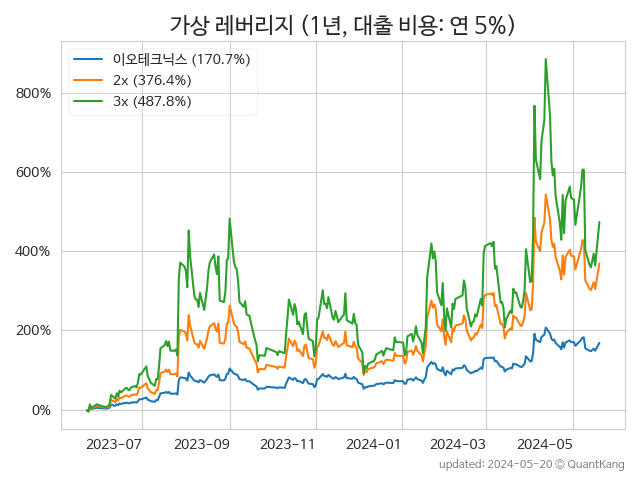 가상 레버리지 (1년, 대출 비용: 연 5%)
이오테크닉스 (170.7%)
2x (376.4%)
3x (487.8%)
800%
600%
400%
200%
0%
2023-07 2023-09 2023-11 2024-01 2024-03 2024-05
updated: 2024-05-20 © QuantKang